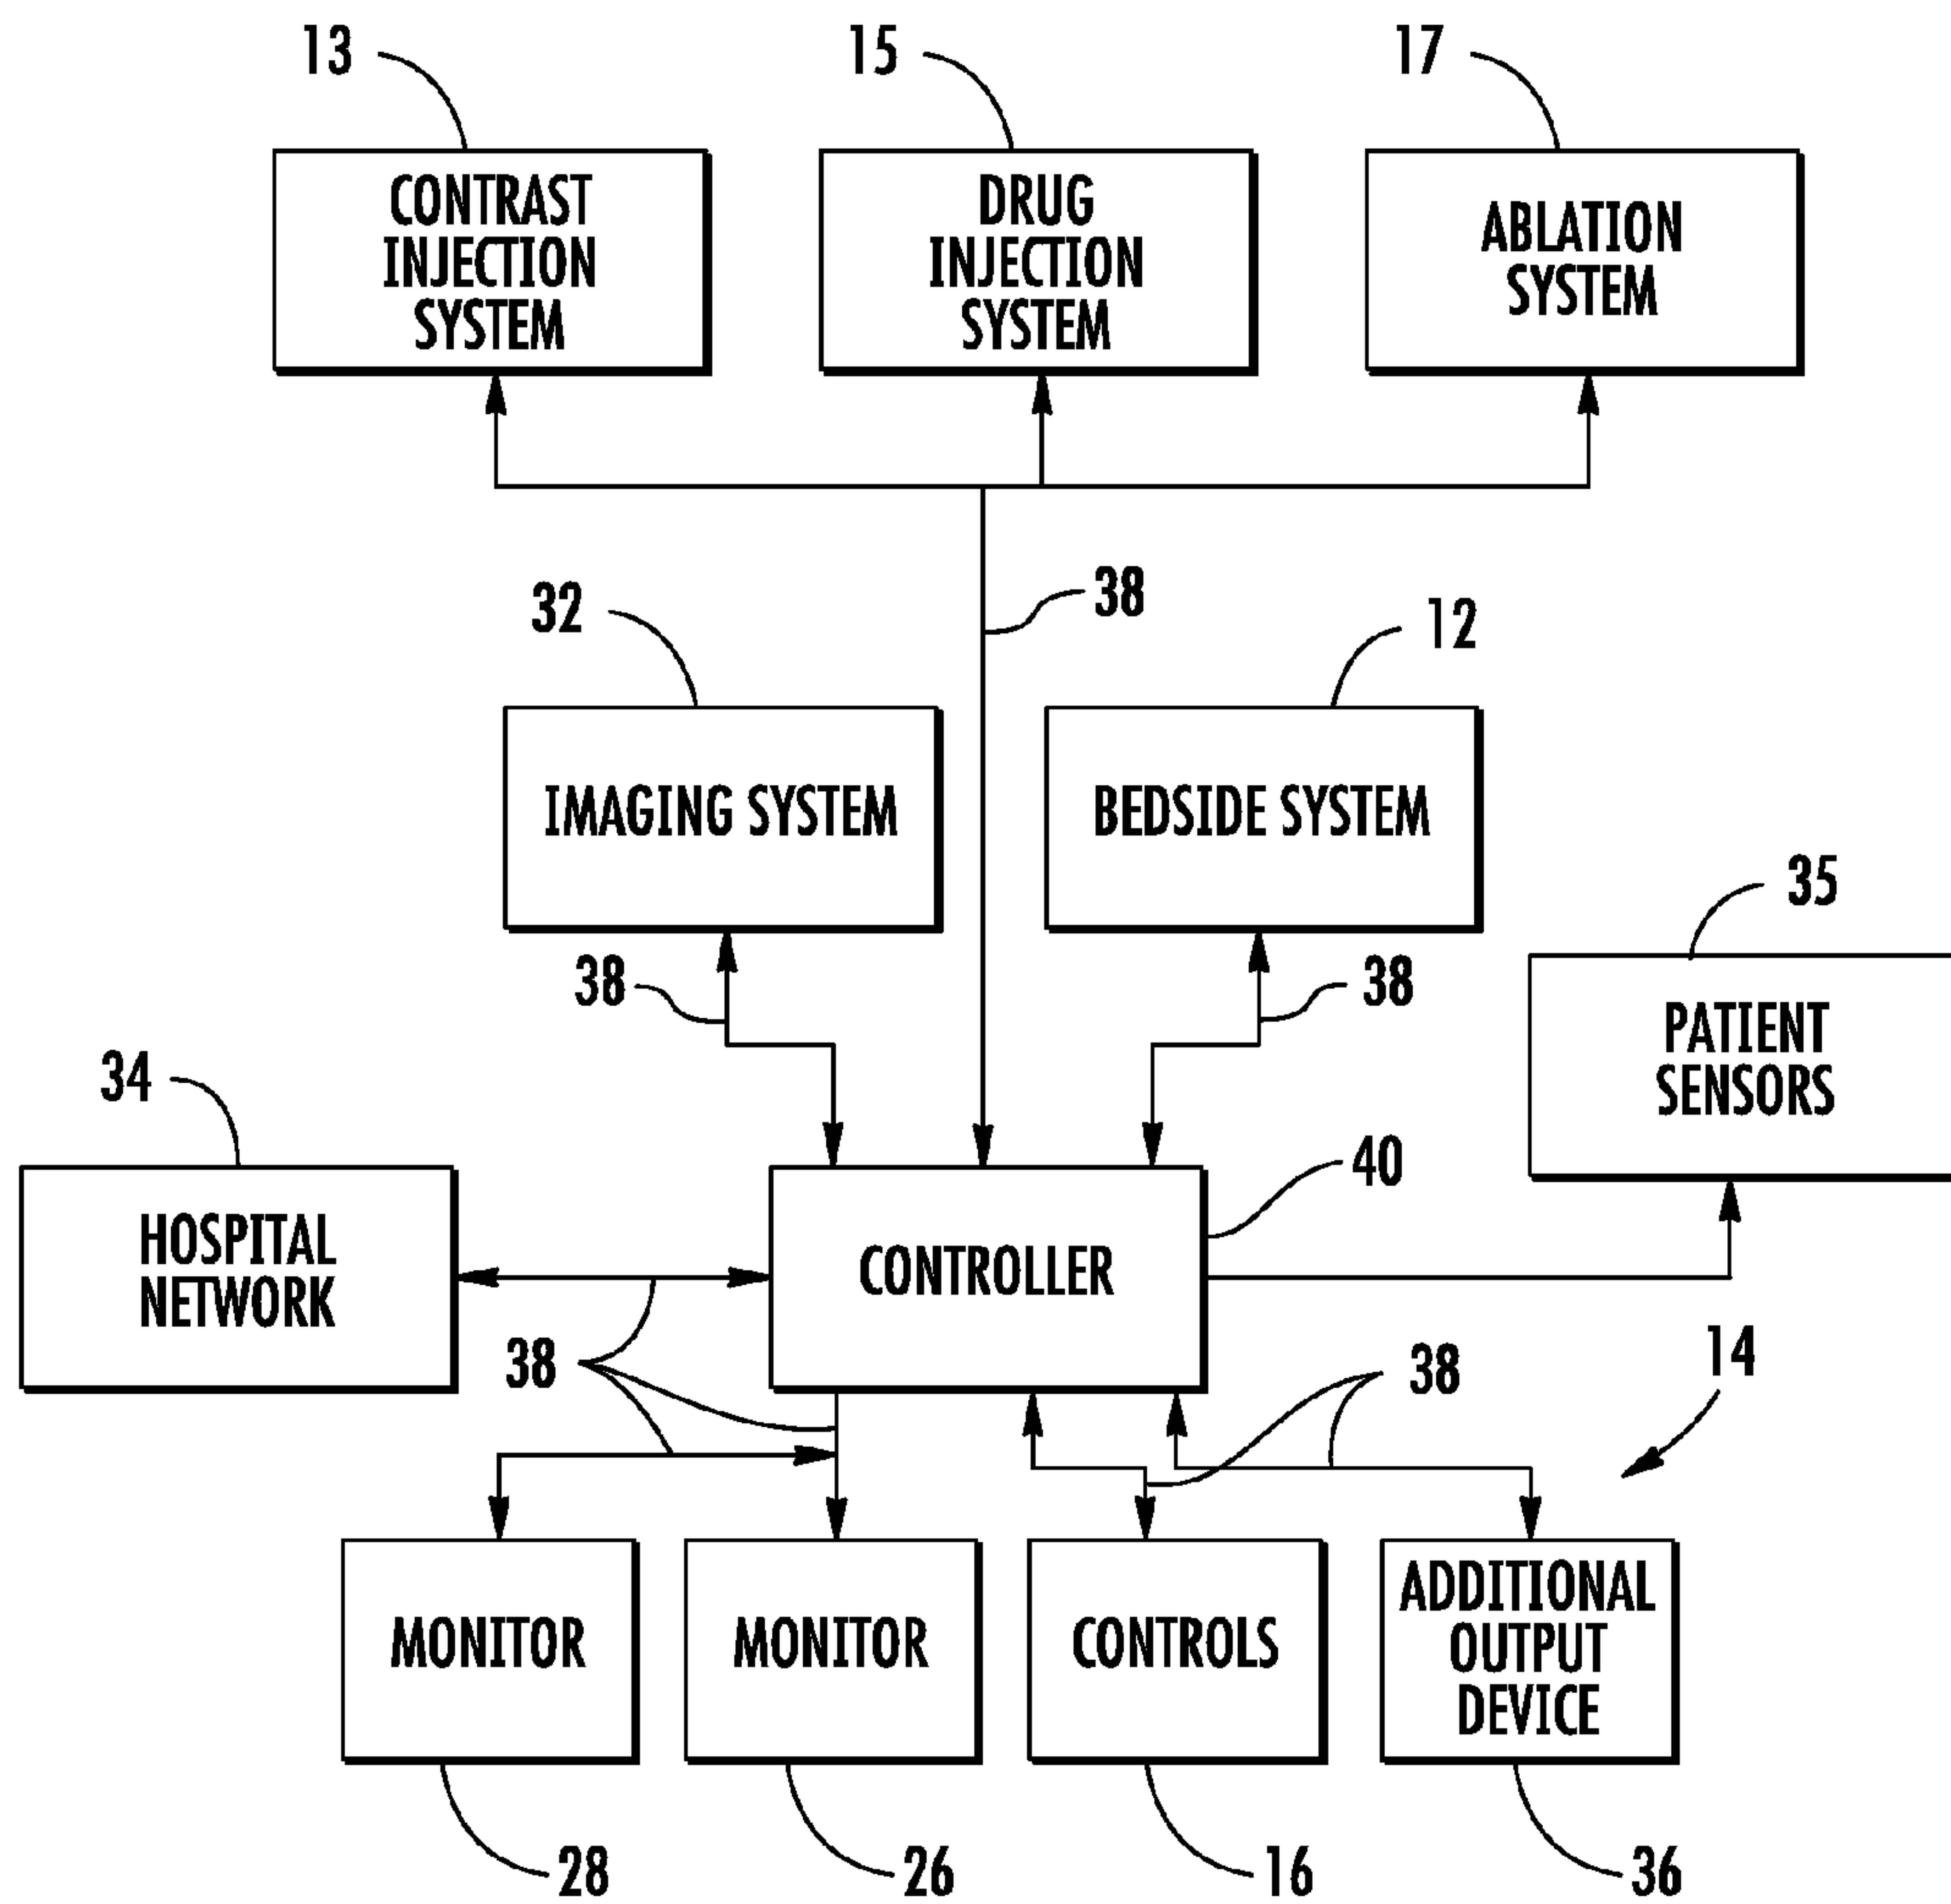 13
15
17
CONTRAST
INJECTION
SYSTEM
DRUG
INJECTION
SYSTEM
ABLATION
SYSTEM
38
32
12
IMAGING SYSTEM
BEDSIDE SYSTEM
35
38
38
PATIENT
SENSORS
34
40
HOSPITAL
NETWORK
CONTROLLER
38
38
14
MONITOR
MONITOR
CONTROLS
ADDITIONAL
OUTPUT
DEVICE
28
26
16
36